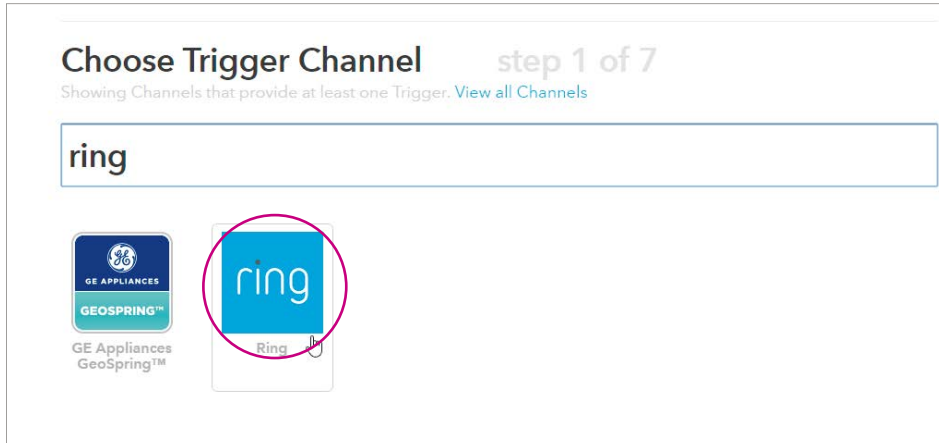 Choose Trigger Channel step 1 of 7
Showing Channels that provide at least one Trigger. View all Channels
ring
GE
GE APPLIANCES
GEOSPRING™
ring
GE Appliances
GeoSpring™
Ring